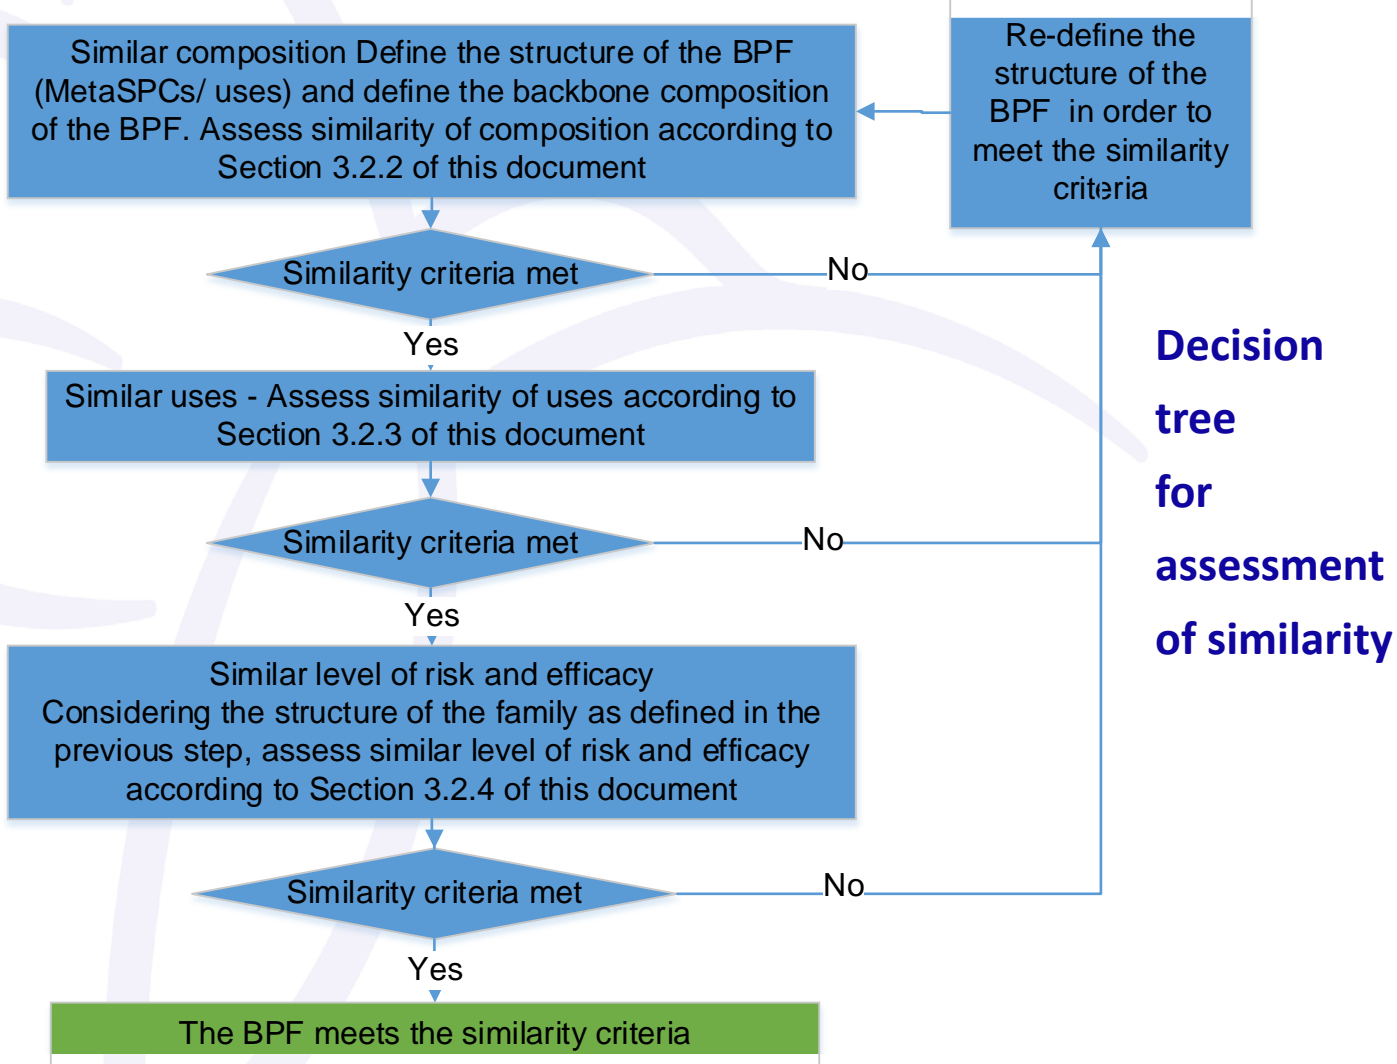 Similar composition Define the structure of the BPF
(MetaSPCs/ uses) and define the backbone composition
of the BPF. Assess similarity of composition according to
Section 3.2.2 of this document
Re-define the
structure of the
BPF in order to
meet the similarity
criteria
Similarity criteria met
No
Yes
Similar uses - Assess similarity of uses according to
Section 3.2.3 of this document
Similarity criteria met
No
Yes
Similar level of risk and efficacy
Considering the structure of the family as defined in the
previous step, assess similar level of risk and efficacy
according to Section 3.2.4 of this document
Similarity criteria met
No
Yes
The BPF meets the similarity criteria
Decision
tree
for
assessment
of similarity